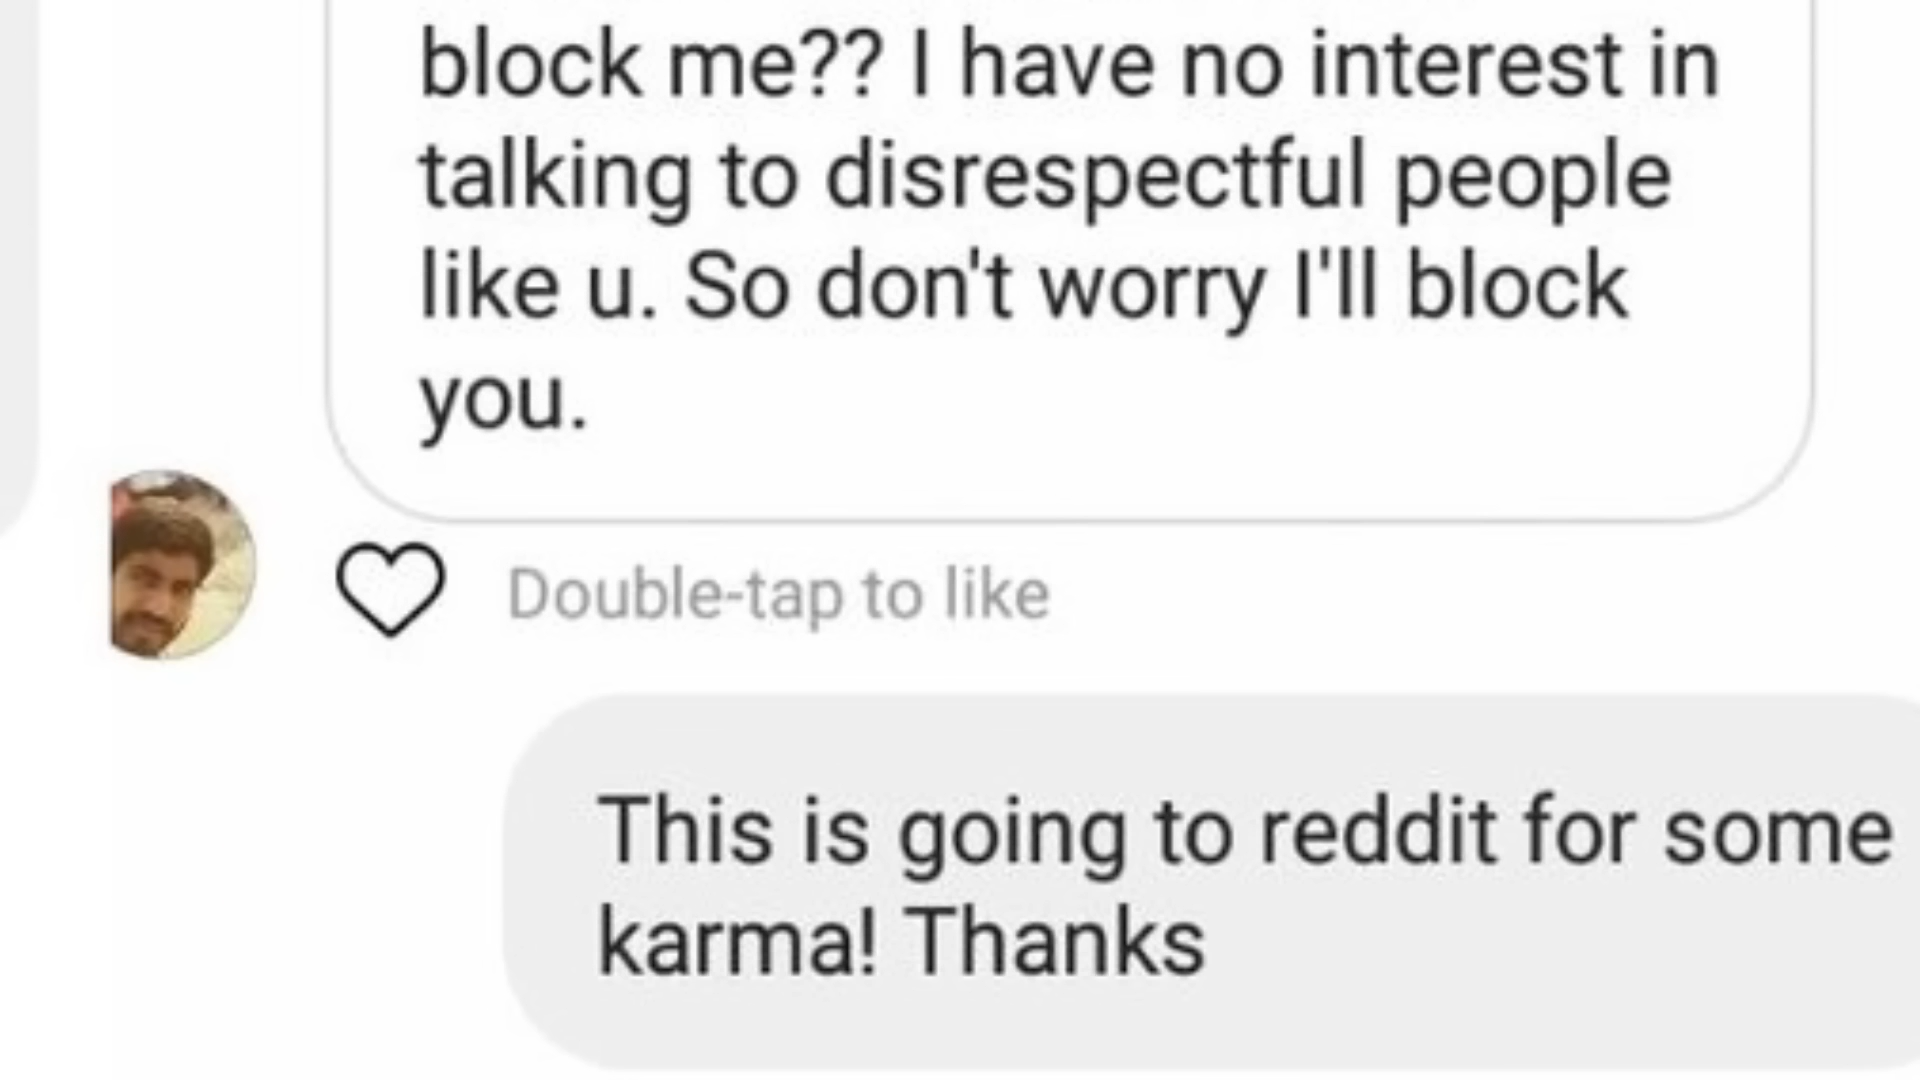 block me?? I have no interest in
talking to disrespectful people
like u. So don't worry I'll block
you.
Double-tap to like
This is going to reddit for some
karma! Thanks